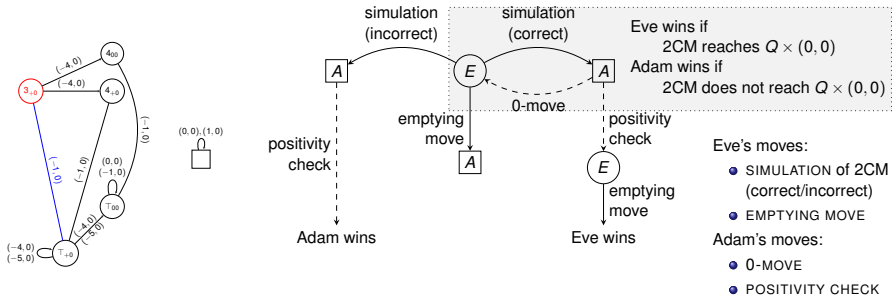 4₀₀
(−4, 0)
3₊₀
(−4, 0)
4₊₀
(−1, 0)
(−1, 0)
(−1, 0)
(0, 0)
(−1, 0)
⊤₀₀
(−4, 0)
(−5, 0)
(−4, 0)
(−5, 0)
⊤₊₀
(0, 0), (1, 0)
simulation
(incorrect)
simulation
(correct)
A
E
A
0-move
Eve wins if
2CM reaches Q × (0, 0)
Adam wins if
2CM does not reach Q × (0, 0)
positivity
check
emptying
move
A
positivity
check
E
emptying
move
Adam wins
Eve wins
Eve's moves:
SIMULATION of 2CM
(correct/incorrect)
EMPTYING MOVE
Adam's moves:
0-MOVE
POSITIVITY CHECK